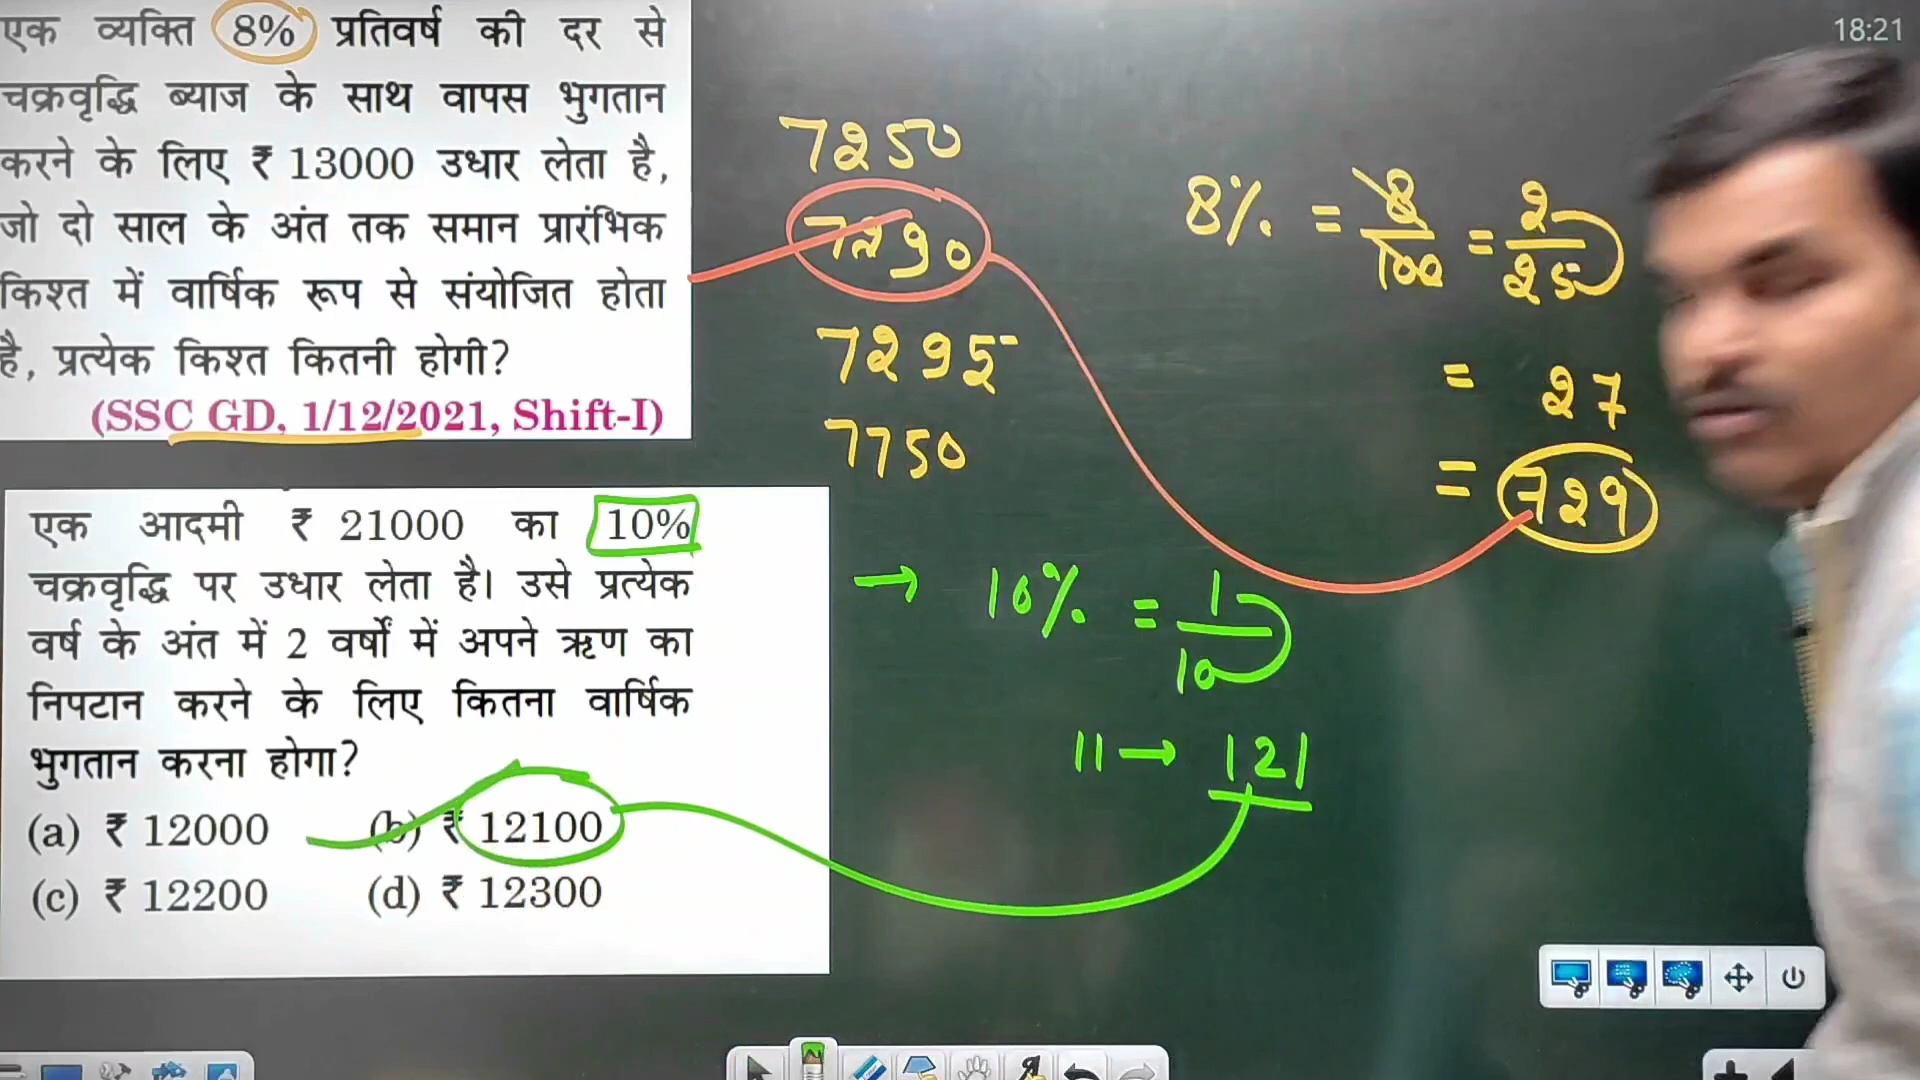 एक व्यक्ति 8% प्रतिवर्ष की दर से
चक्रवृद्धि ब्याज के साथ वापस भुगतान
करने के लिए ₹ 13000 उधार लेता है,
जो दो साल के अंत तक समान प्रारंभिक
किश्त में वार्षिक रूप से संयोजित होता
है, प्रत्येक किश्त कितनी होगी?
(SSC GD, 1/12/2021, Shift-I)
एक आदमी ₹ 21000 का 10%
चक्रवृद्धि पर उधार लेता है। उसे प्रत्येक
वर्ष के अंत में 2 वर्षों में अपने ऋण का
निपटान करने के लिए कितना वार्षिक
भुगतान करना होगा?
(a) ₹ 12000 (b) ₹ 12100
(c) ₹ 12200 (d) ₹ 12300
7250
7290
7295
7750
8% = 8/100 = 2/25
= 27
= 729
→ 10% = 1/10
11 → 121
18:21